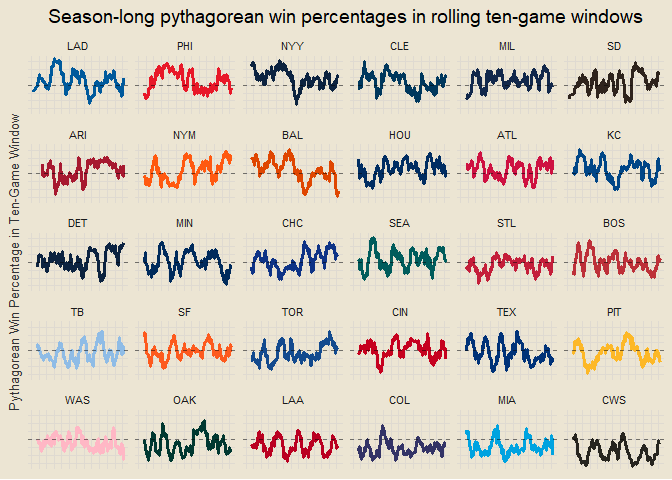 Season-long pythagorean win percentages in rolling ten-game windows
Pythagorean Win Percentage in Ten-Game Window
LAD PHI NYY CLE MIL SD
ARI NYM BAL HOU ATL KC
DET MIN CHC SEA STL BOS
TB SF TOR CIN TEX PIT
WAS OAK LAA COL MIA CWS